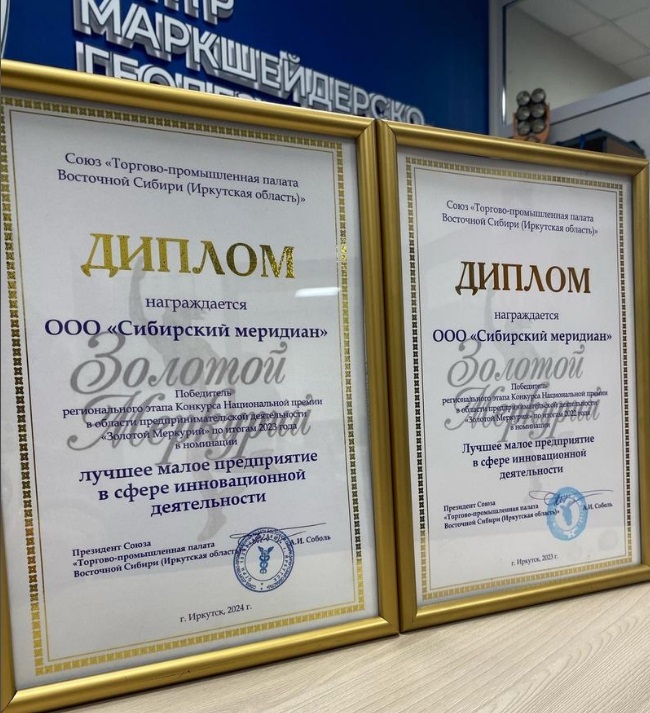 МАРКШЕЙДЕРСКО
Союз «Торгово-промышленная палата
Восточной Сибири (Иркутская область)»
ДИПЛОМ
награждается
ООО «Сибирский меридиан»
Золотой
Меркурий
Победитель
регионального этапа Конкурса Национальной премии
в области предпринимательской деятельности
«Золотой Меркурий» по итогам 2023 года
в номинации
лучшее малое предприятие
в сфере инновационной
деятельности
Президент Союза
«Торгово-промышленная палата
Восточной Сибири (Иркутская область)»
А.И. Соболь
г. Иркутск, 2024 г.
Союз «Торгово-промышленная палата
Восточной Сибири (Иркутская область)»
ДИПЛОМ
награждается
ООО «Сибирский меридиан»
Золотой
Меркурий
Победитель
регионального этапа Конкурса Национальной премии
в области предпринимательской деятельности
«Золотой Меркурий» по итогам 2022 года
в номинации
Лучшее малое предприятие
в сфере инновационной
деятельности
Президент Союза
«Торгово-промышленная палата
Восточной Сибири (Иркутская область)»
А.И. Соболь
г. Иркутск, 2023 г.